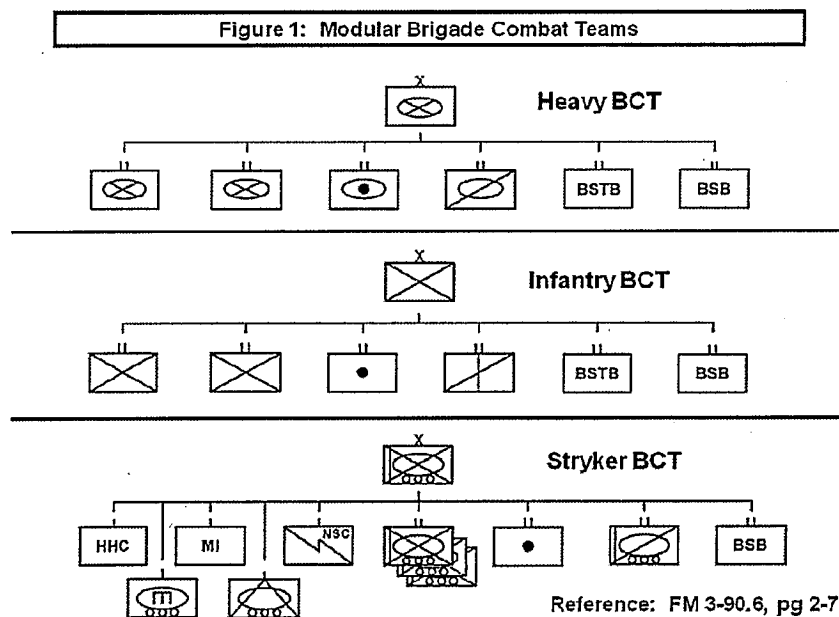 Figure 1: Modular Brigade Combat Teams
X
Heavy BCT
II II II II II II
BSTB BSB
X
Infantry BCT
II II II II II II
BSTB BSB
X
Stryker BCT
I I I II II II II
HHC MI NSC BSB
I I
Reference: FM 3-90.6, pg 2-7